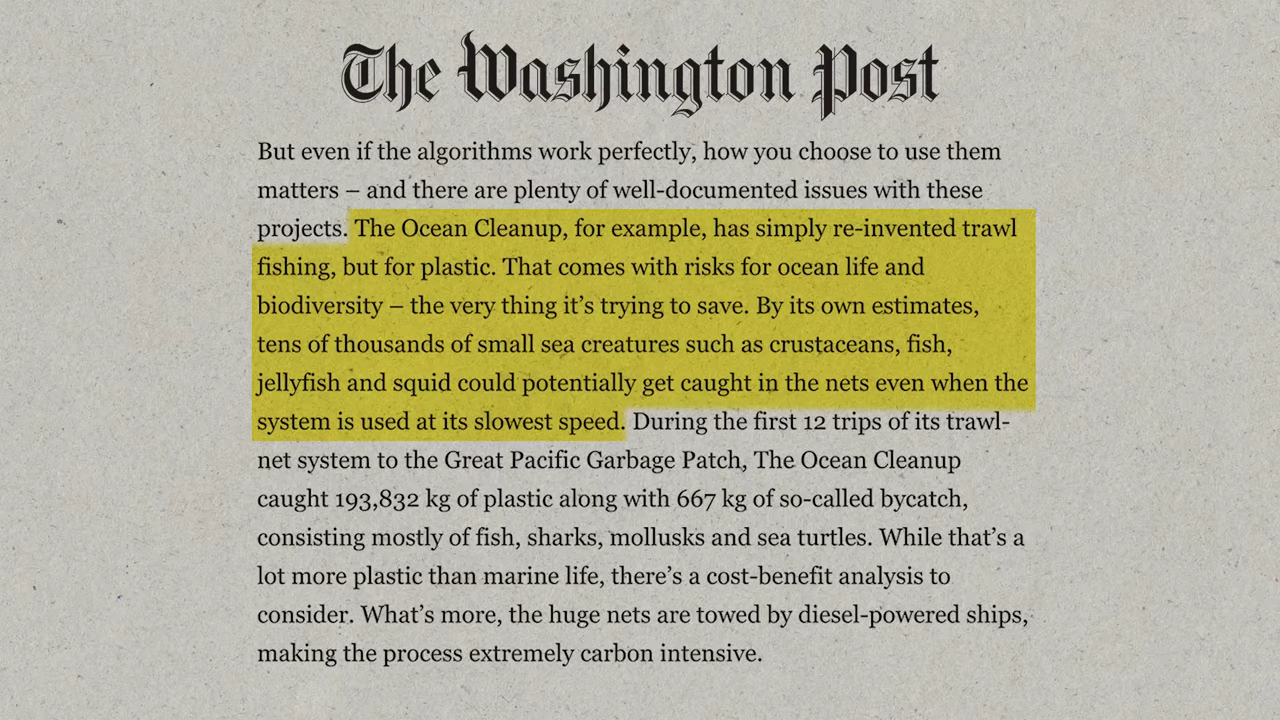 The Washington Post
But even if the algorithms work perfectly, how you choose to use them
matters – and there are plenty of well-documented issues with these
projects. The Ocean Cleanup, for example, has simply re-invented trawl
fishing, but for plastic. That comes with risks for ocean life and
biodiversity – the very thing it’s trying to save. By its own estimates,
tens of thousands of small sea creatures such as crustaceans, fish,
jellyfish and squid could potentially get caught in the nets even when the
system is used at its slowest speed. During the first 12 trips of its trawl-
net system to the Great Pacific Garbage Patch, The Ocean Cleanup
caught 193,832 kg of plastic along with 667 kg of so-called bycatch,
consisting mostly of fish, sharks, mollusks and sea turtles. While that’s a
lot more plastic than marine life, there’s a cost-benefit analysis to
consider. What’s more, the huge nets are towed by diesel-powered ships,
making the process extremely carbon intensive.